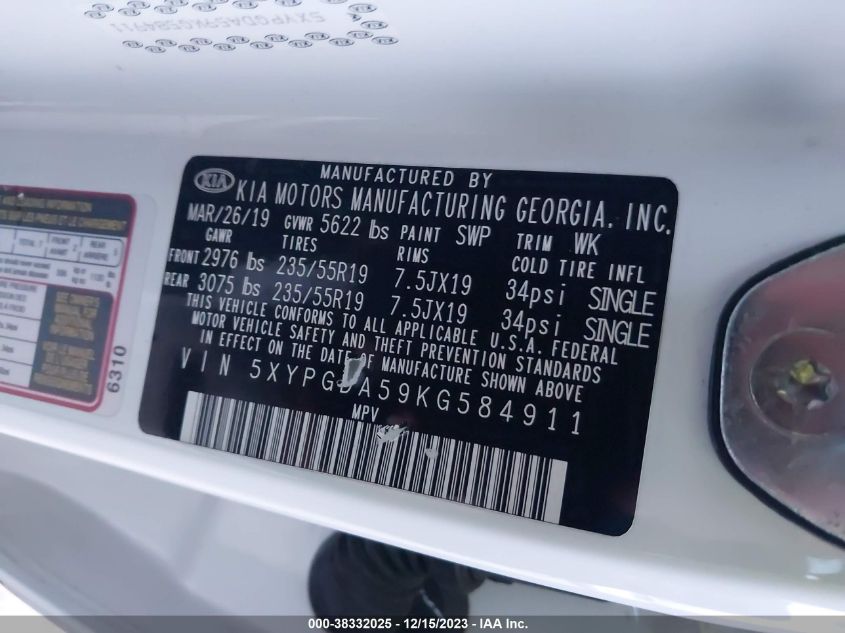 5XYPGDA59KG584911
KIA
MANUFACTURED BY
KIA MOTORS MANUFACTURING GEORGIA, INC.
MAR/26/19 GVWR 5622 lbs PAINT SWP TRIM WK
GAWR TIRES RIMS COLD TIRE INFL
FRONT 2976 lbs 235/55R19 7.5JX19 34psi SINGLE
REAR 3075 lbs 235/55R19 7.5JX19 34psi SINGLE
THIS VEHICLE CONFORMS TO ALL APPLICABLE U.S.A. FEDERAL
MOTOR VEHICLE SAFETY AND THEFT PREVENTION STANDARDS
IN EFFECT ON THE DATE OF MANUFACTURE SHOWN ABOVE
VIN 5XYPGDA59KG584911
MPV
6310
000-38332025 - 12/15/2023 - IAA Inc.